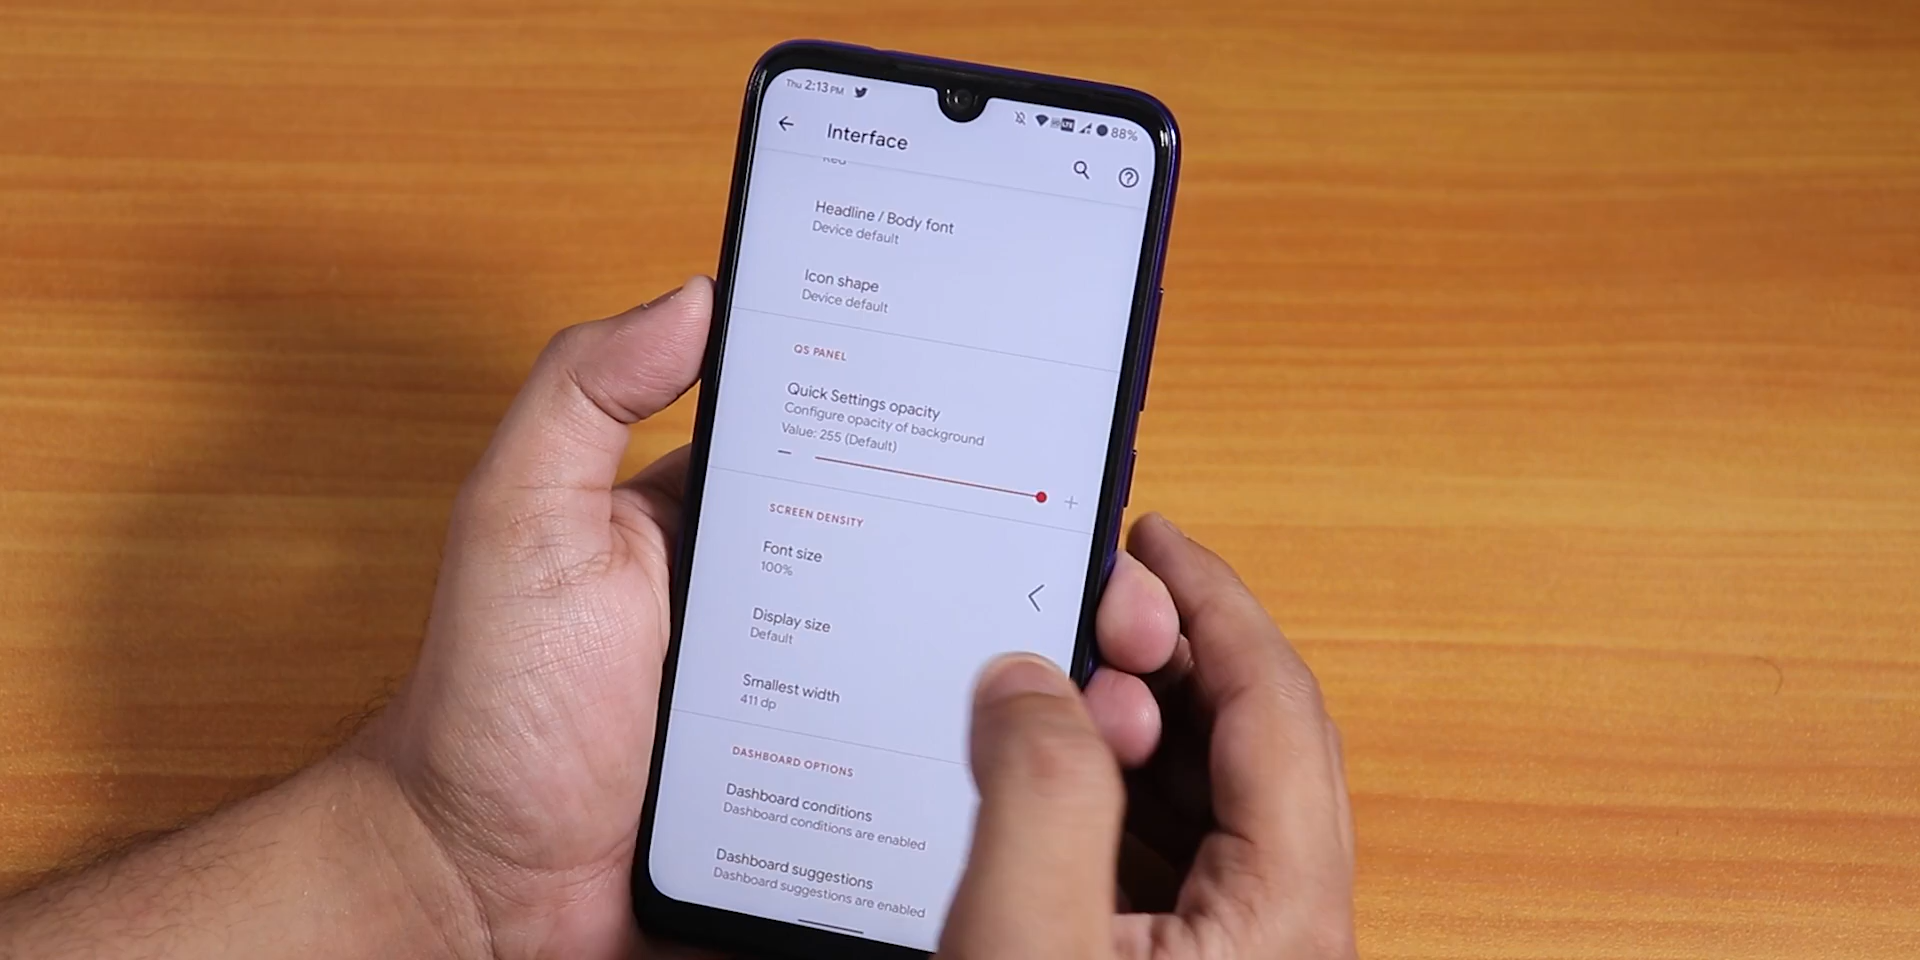 Thu 2:13 PM
88%
Interface
Red
Headline / Body font
Device default
Icon shape
Device default
QS PANEL
Quick Settings opacity
Configure opacity of background
Value: 255 (Default)
SCREEN DENSITY
Font size
100%
Display size
Default
Smallest width
411 dp
DASHBOARD OPTIONS
Dashboard conditions
Dashboard conditions are enabled
Dashboard suggestions
Dashboard suggestions are enabled